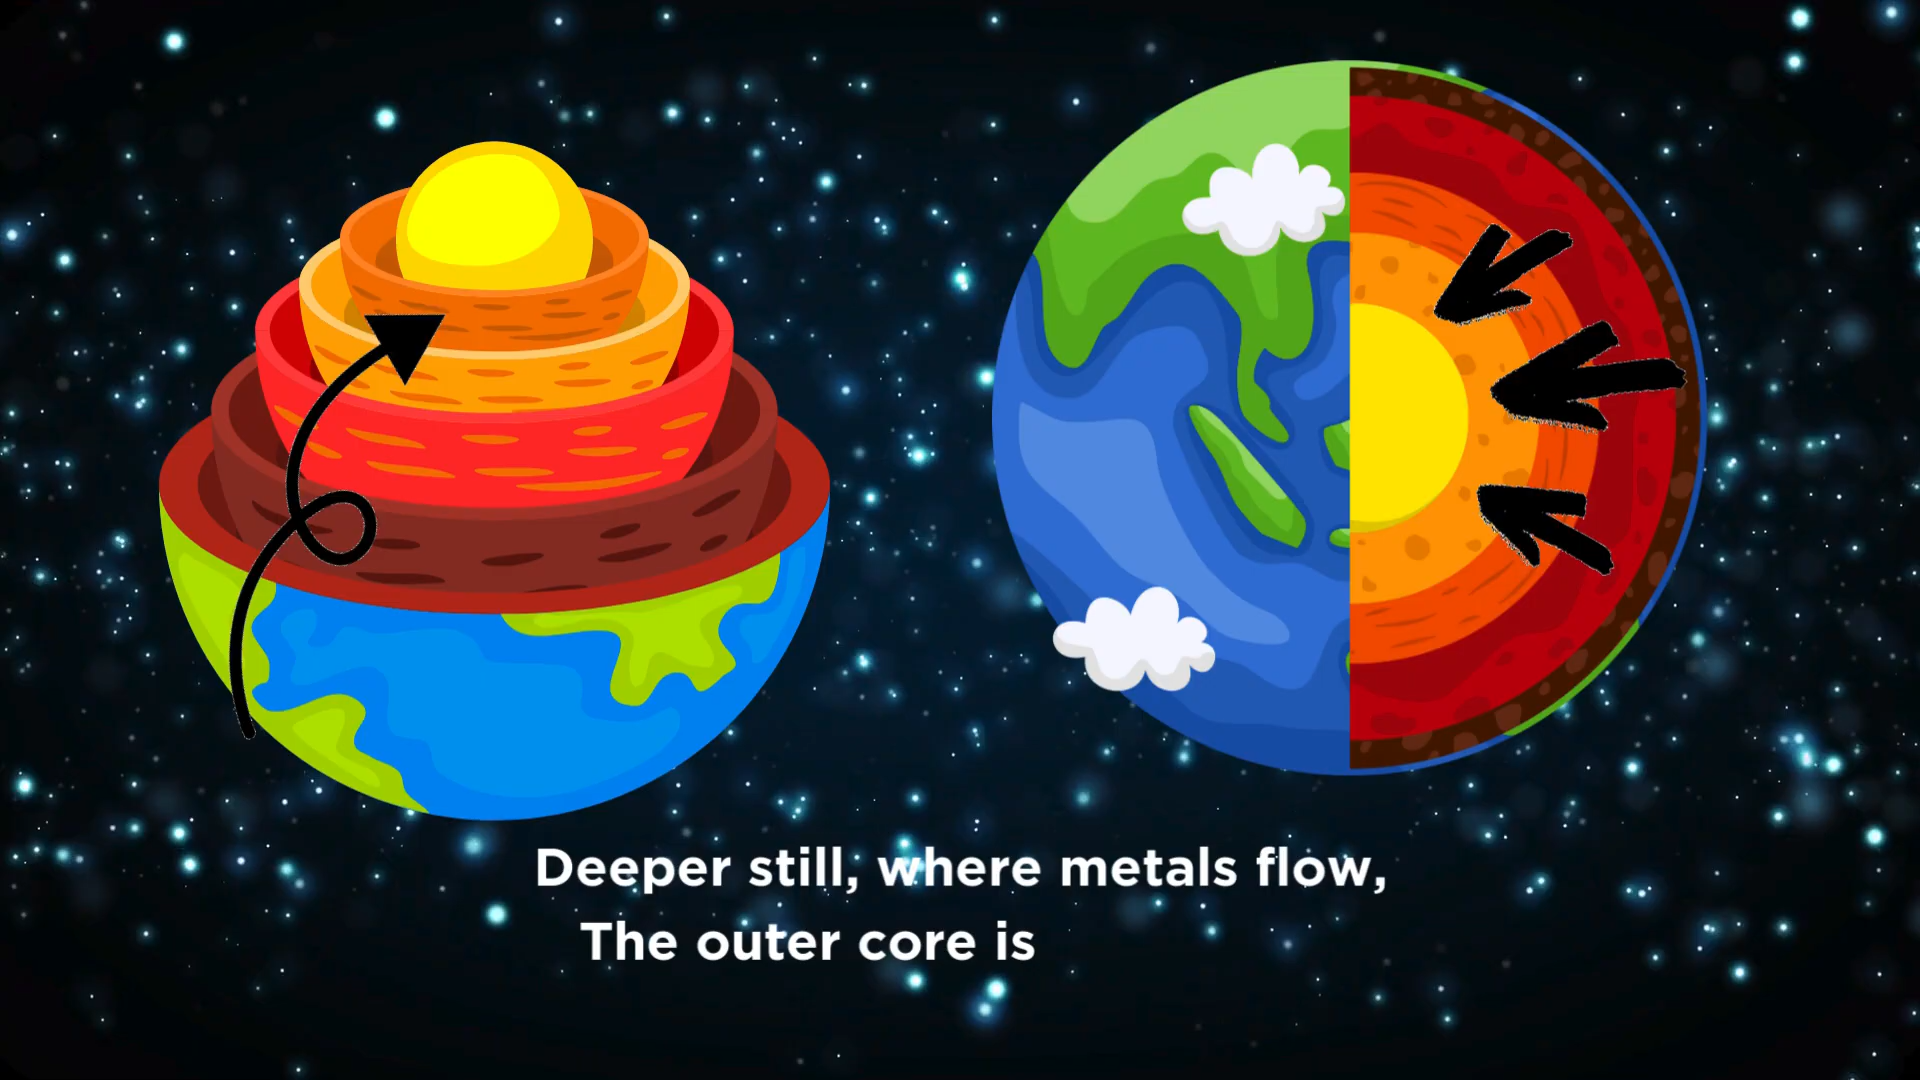 Deeper still, where metals flow,
The outer core is